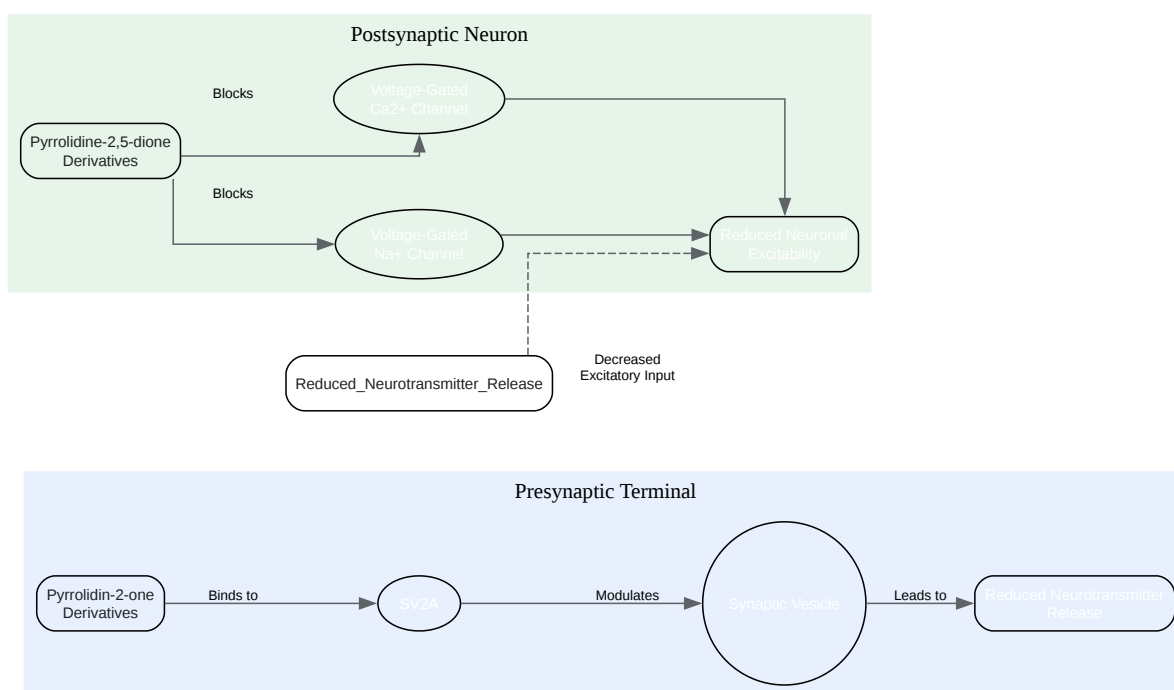 Postsynaptic Neuron
Blocks
Voltage-Gated
Ca2+ Channel
Pyrrolidine-2,5-dione
Derivatives
Blocks
Voltage-Gated
Na+ Channel
Reduced Neuronal
Excitability
Decreased
Excitatory Input
Reduced_Neurotransmitter_Release
Presynaptic Terminal
Pyrrolidin-2-one
Derivatives
Binds to
SV2A
Modulates
Synaptic Vesicle
Leads to
Reduced Neurotransmitter
Release